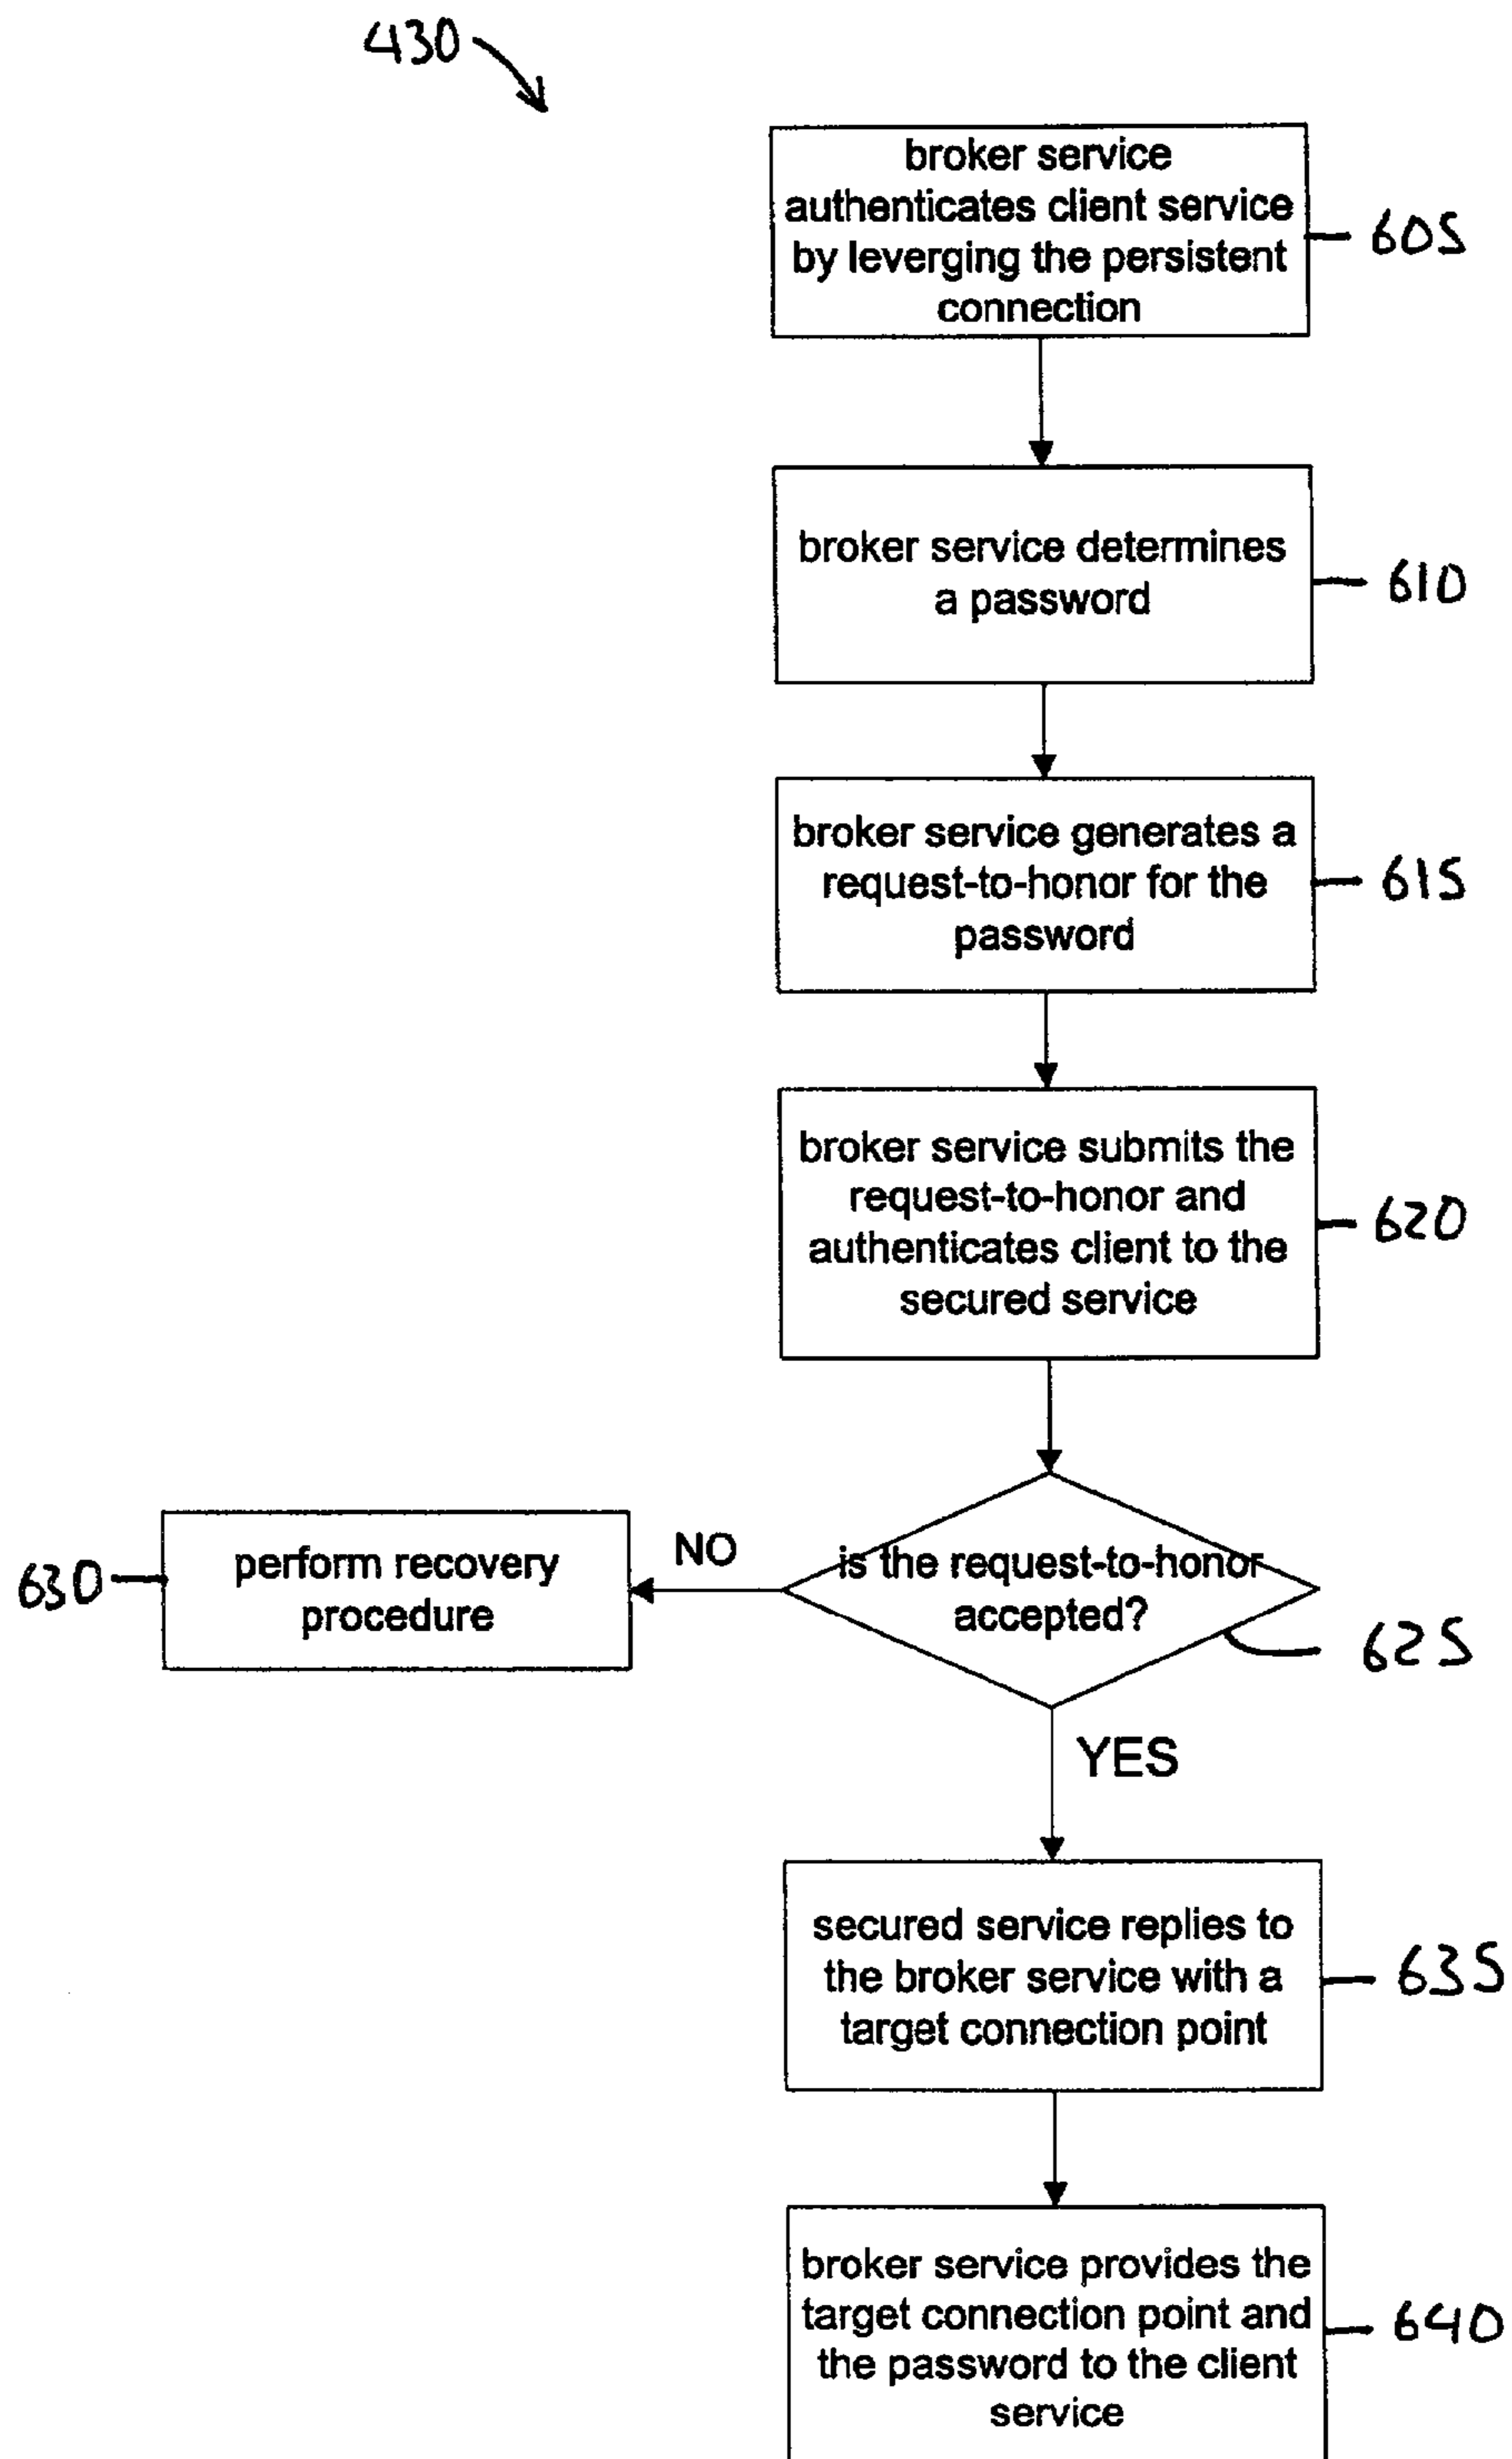 430
broker service
authenticates client service
by leverging the persistent
connection
605
broker service determines
a password
610
broker service generates a
request-to-honor for the
password
615
broker service submits the
request-to-honor and
authenticates client to the
secured service
620
is the request-to-honor
accepted?
625
NO
perform recovery
procedure
630
YES
secured service replies to
the broker service with a
target connection point
635
broker service provides the
target connection point and
the password to the client
service
640